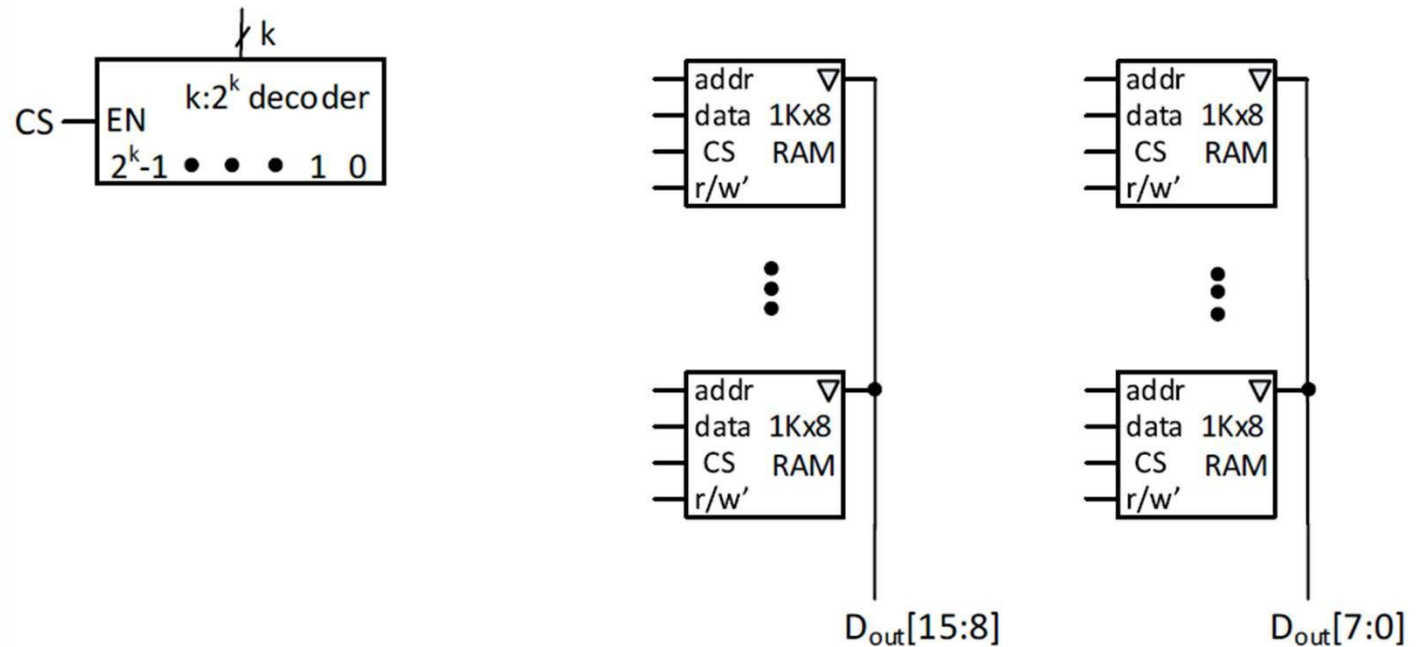 k
k:2^k decoder
CS
EN
2^k-1 • • • 1 0
addr
data 1Kx8
CS RAM
r/w’
addr
data 1Kx8
CS RAM
r/w’
addr
data 1Kx8
CS RAM
r/w’
addr
data 1Kx8
CS RAM
r/w’
D_out[15:8]
D_out[7:0]